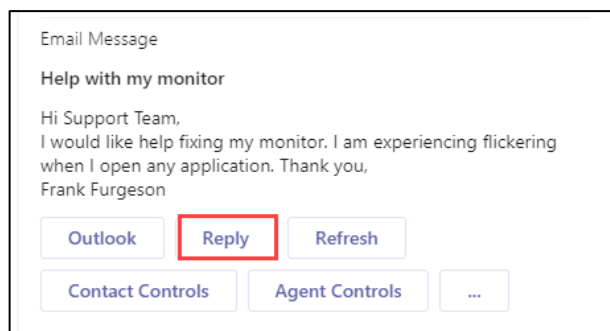 Email Message
Help with my monitor
Hi Support Team,
I would like help fixing my monitor. I am experiencing flickering
when I open any application. Thank you,
Frank Furgeson
Outlook Reply Refresh
Contact Controls Agent Controls ...